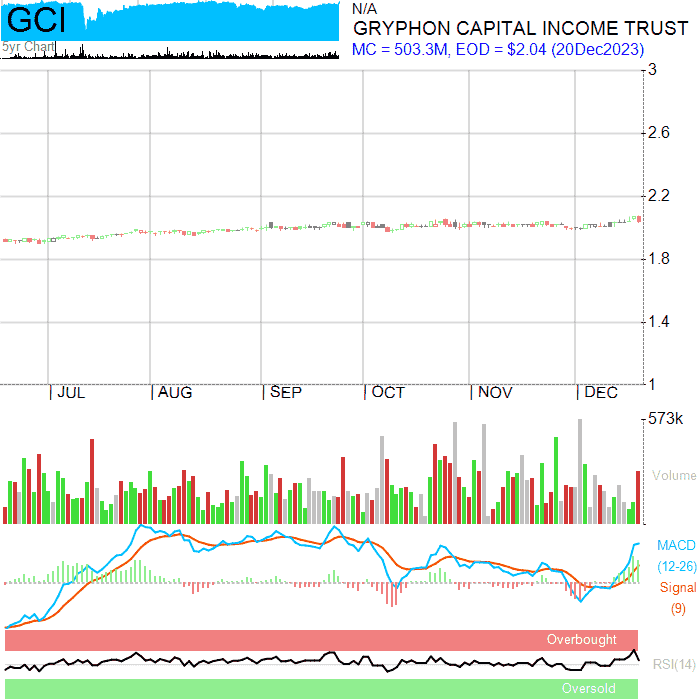 GCI
5yr Chart
N/A
GRYPHON CAPITAL INCOME TRUST
MC = 503.3M, EOD = $2.04 (20Dec2023)
3
2.6
2.2
1.8
1.4
1
JUL AUG SEP OCT NOV DEC
573k
Volume
MACD
(12-26)
Signal
(9)
Overbought
RSI(14)
Oversold